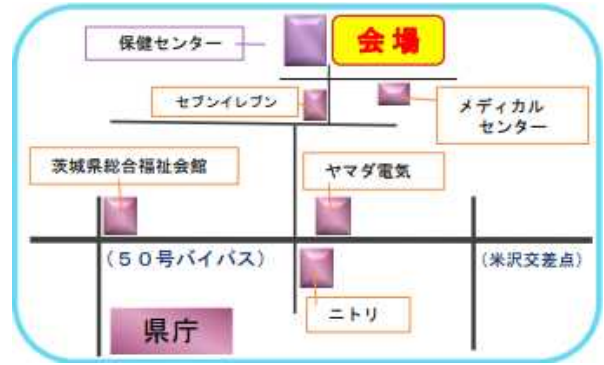 保健センター
会場
セブンイレブン
メディカル
センター
茨城県総合福祉会館
ヤマダ電気
(50号バイパス)
(米沢交差点)
ニトリ
県庁